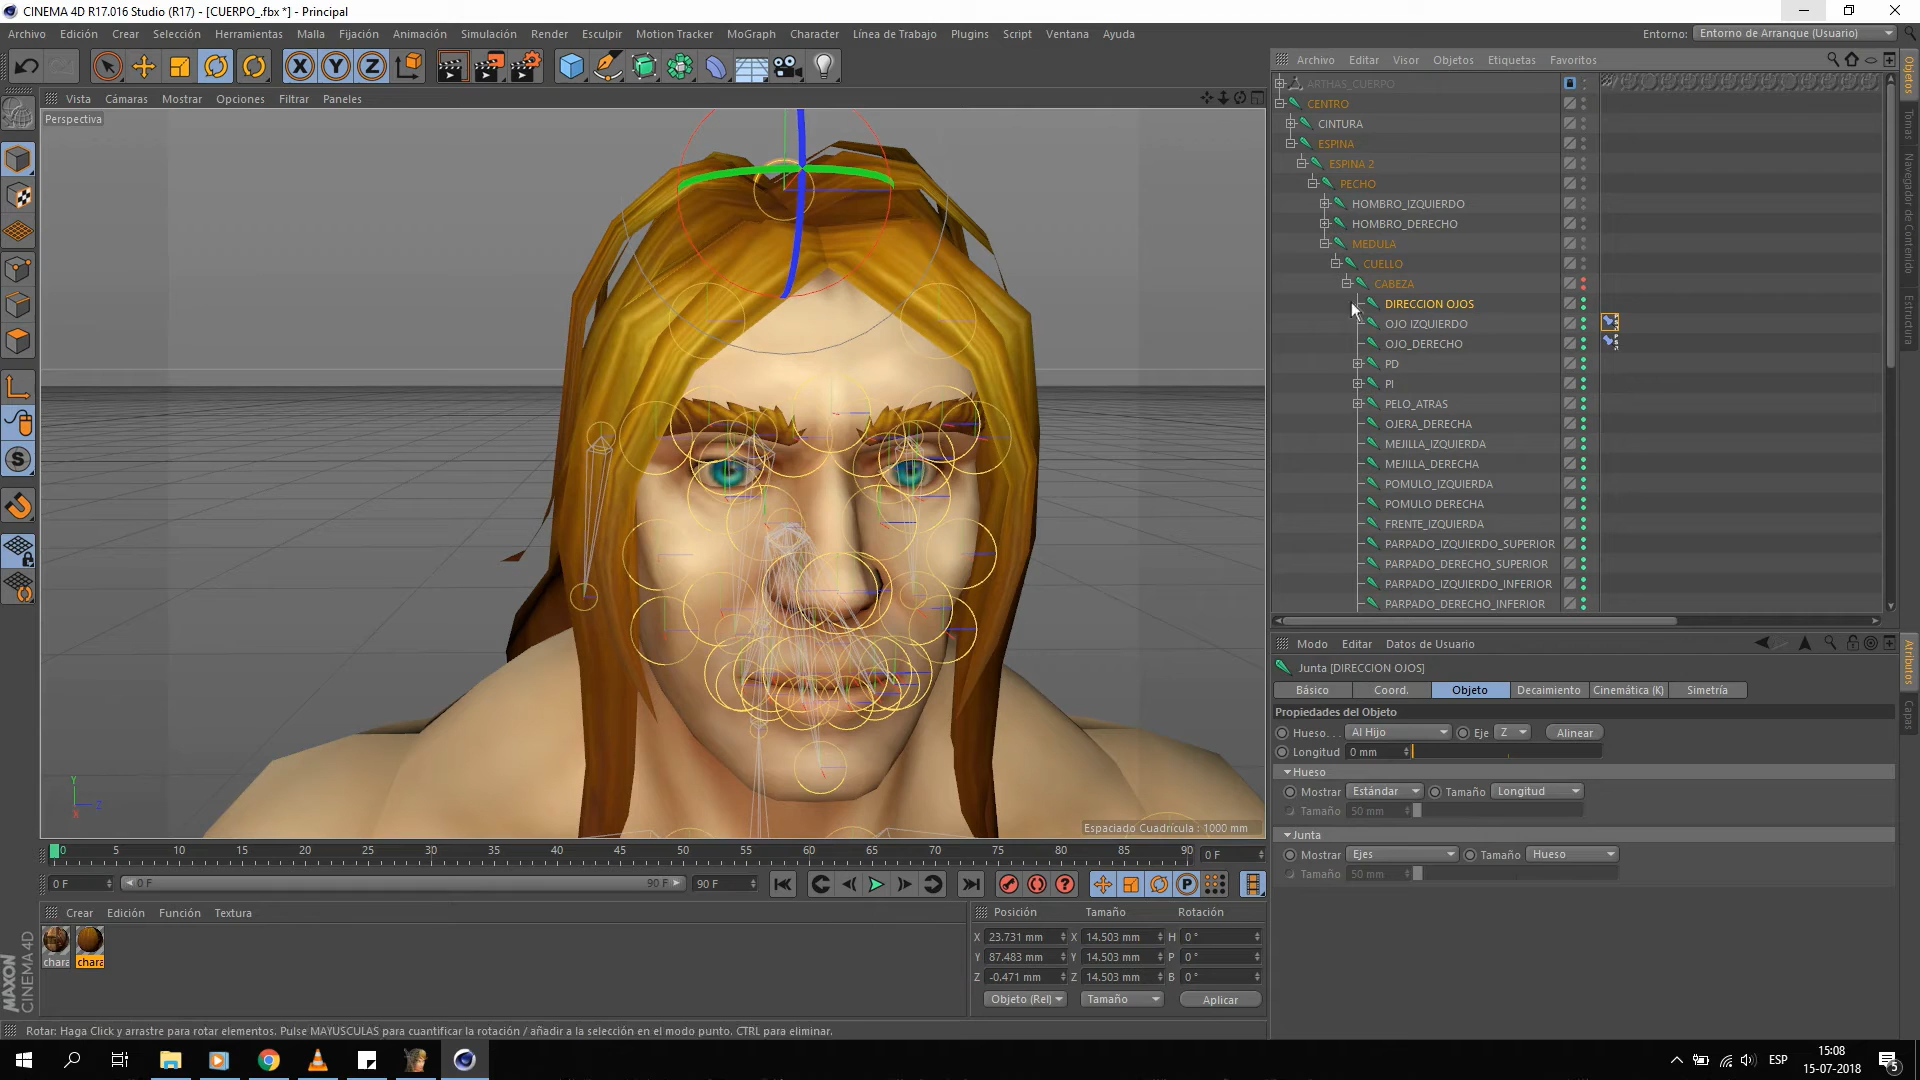 CINEMA 4D R17.016 Studio (R17) - [CUERPO_.fbx *] - Principal
Archivo Edición Crear Selección Herramientas Malla Fijación Animación Simulación Render Esculpir Motion Tracker MoGraph Character Línea de Trabajo Plugins Script Ventana Ayuda Entorno: Entorno de Arranque (Usuario)
Vista Cámaras Mostrar Opciones Filtrar Paneles
Perspectiva
Espaciado Cuadrícula : 1000 mm
Archivo Editar Visor Objetos Etiquetas Favoritos
ARTHAS_CUERPO
CENTRO
CINTURA
ESPINA
ESPINA 2
PECHO
HOMBRO_IZQUIERDO
HOMBRO_DERECHO
MEDULA
CUELLO
CABEZA
DIRECCION OJOS
OJO IZQUIERDO
OJO_DERECHO
PD
PI
PELO_ATRAS
OJERA_DERECHA
MEJILLA_IZQUIERDA
MEJILLA_DERECHA
POMULO_IZQUIERDA
POMULO DERECHA
FRENTE_IZQUIERDA
PARPADO_IZQUIERDO_SUPERIOR
PARPADO_DERECHO_SUPERIOR
PARPADO_IZQUIERDO_INFERIOR
PARPADO_DERECHO_INFERIOR
Objetos
Tomas
Navegador de Contenido
Estructura
Modo Editar Datos de Usuario
Junta [DIRECCION OJOS]
Básico Coord. Objeto Decaimiento Cinemática (K) Simetría
Propiedades del Objeto
Hueso. . . Al Hijo Eje Z Alinear
Longitud 0 mm
Hueso
Mostrar Estándar Tamaño Longitud
Tamaño 50 mm
Junta
Mostrar Ejes Tamaño Hueso
Tamaño 50 mm
Atributos
Capas
0 5 10 15 20 25 30 35 40 45 50 55 60 65 70 75 80 85 90 0 F
0 F 0 F 90 F 90 F
Crear Edición Función Textura
chara
chara
MAXON
CINEMA 4D
Posición Tamaño Rotación
X 23.731 mm X 14.503 mm H 0 °
Y 87.483 mm Y 14.503 mm P 0 °
Z -0.471 mm Z 14.503 mm B 0 °
Objeto (Rel) Tamaño Aplicar
Rotar: Haga Click y arrastre para rotar elementos. Pulse MAYUSCULAS para cuantificar la rotación / añadir a la selección en el modo punto. CTRL para eliminar.
ESP
15:08
15-07-2018
5